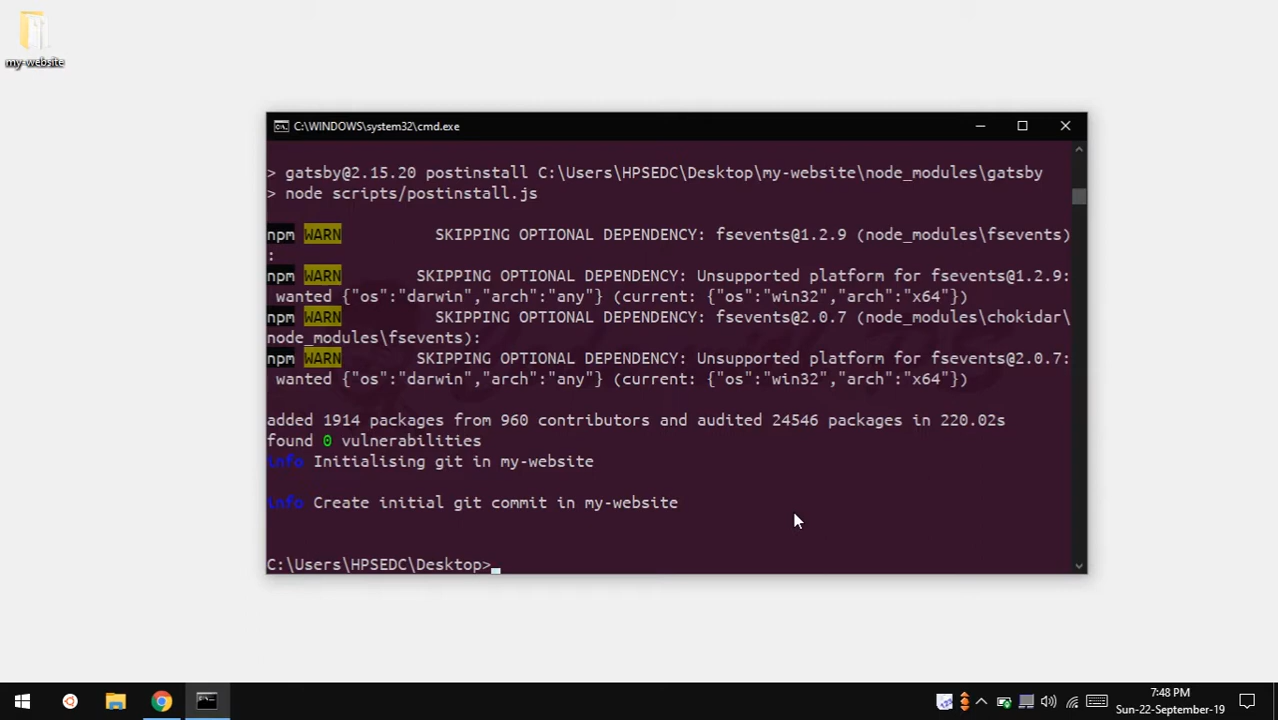 my-website
C:\WINDOWS\system32\cmd.exe
> gatsby@2.15.20 postinstall C:\Users\HPSEDC\Desktop\my-website\node_modules\gatsby
> node scripts/postinstall.js
npm WARN SKIPPING OPTIONAL DEPENDENCY: fsevents@1.2.9 (node_modules\fsevents)
:
npm WARN SKIPPING OPTIONAL DEPENDENCY: Unsupported platform for fsevents@1.2.9:
wanted {"os":"darwin","arch":"any"} (current: {"os":"win32","arch":"x64"})
npm WARN SKIPPING OPTIONAL DEPENDENCY: fsevents@2.0.7 (node_modules\chokidar\
node_modules\fsevents):
npm WARN SKIPPING OPTIONAL DEPENDENCY: Unsupported platform for fsevents@2.0.7:
wanted {"os":"darwin","arch":"any"} (current: {"os":"win32","arch":"x64"})
added 1914 packages from 960 contributors and audited 24546 packages in 220.02s
found 0 vulnerabilities
info Initialising git in my-website
info Create initial git commit in my-website
C:\Users\HPSEDC\Desktop>
7:48 PM
Sun-22-September-19